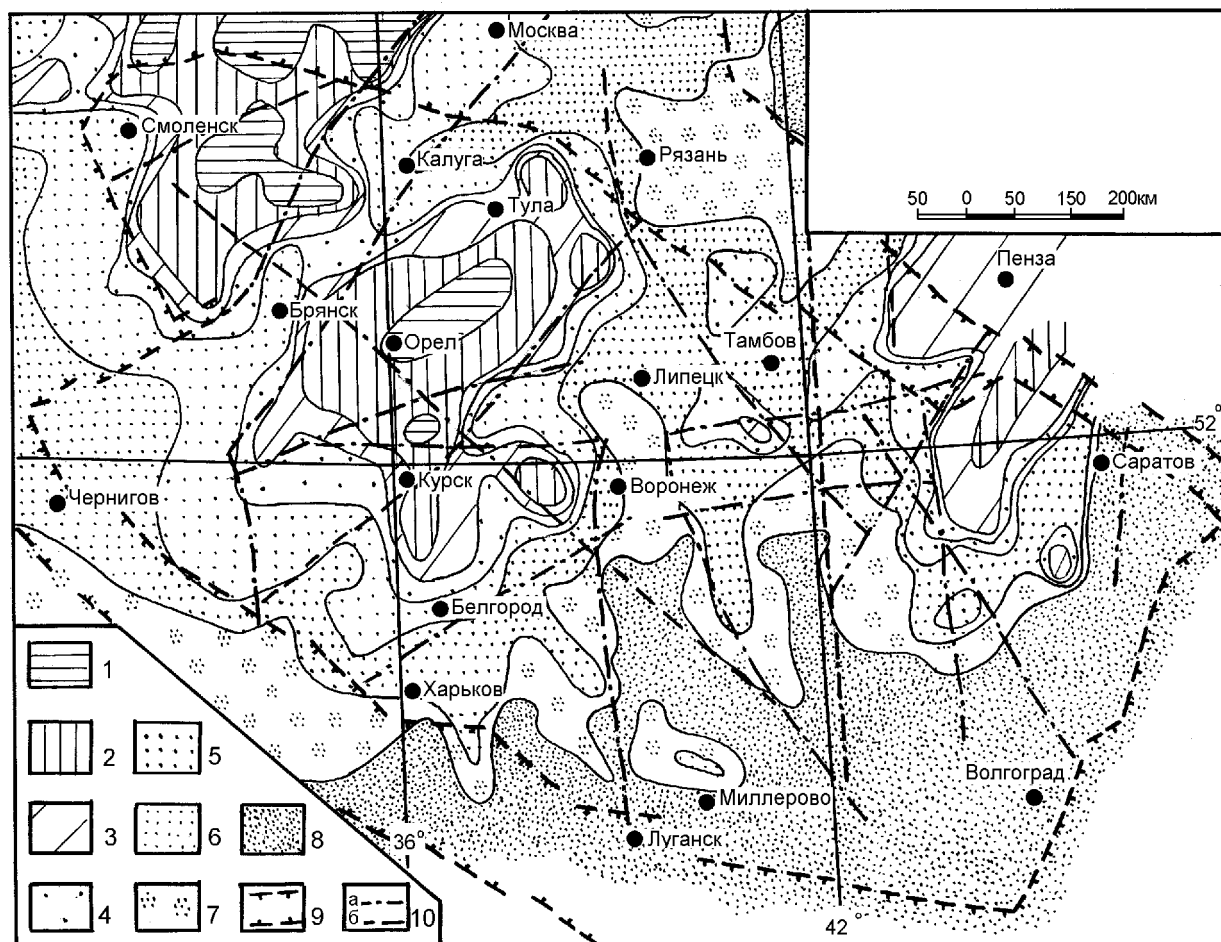 Москва
Смоленск
Калуга
Рязань
Тула
50 0 50 150 200км
Пенза
Брянск
Орел
Тамбов
Липецк
52°
Саратов
Курск
Воронеж
Чернигов
Белгород
Харьков
Волгоград
Миллерово
Луганск
36°
42°
1
2 5
3 6 8
4 7 9 а б 10